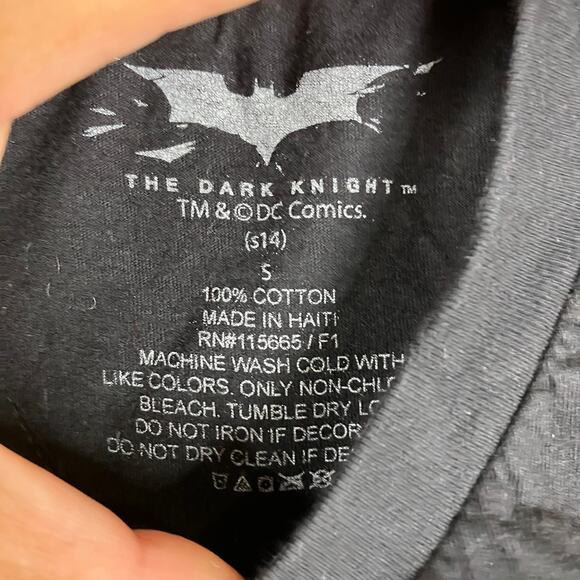 THE DARK KNIGHT™
TM & © DC Comics.
(s14)
S
100% COTTON
MADE IN HAITI
RN#115665 / F1
MACHINE WASH COLD WITH
LIKE COLORS. ONLY NON-CHLO
BLEACH. TUMBLE DRY LO
DO NOT IRON IF DECOR
DO NOT DRY CLEAN IF DE